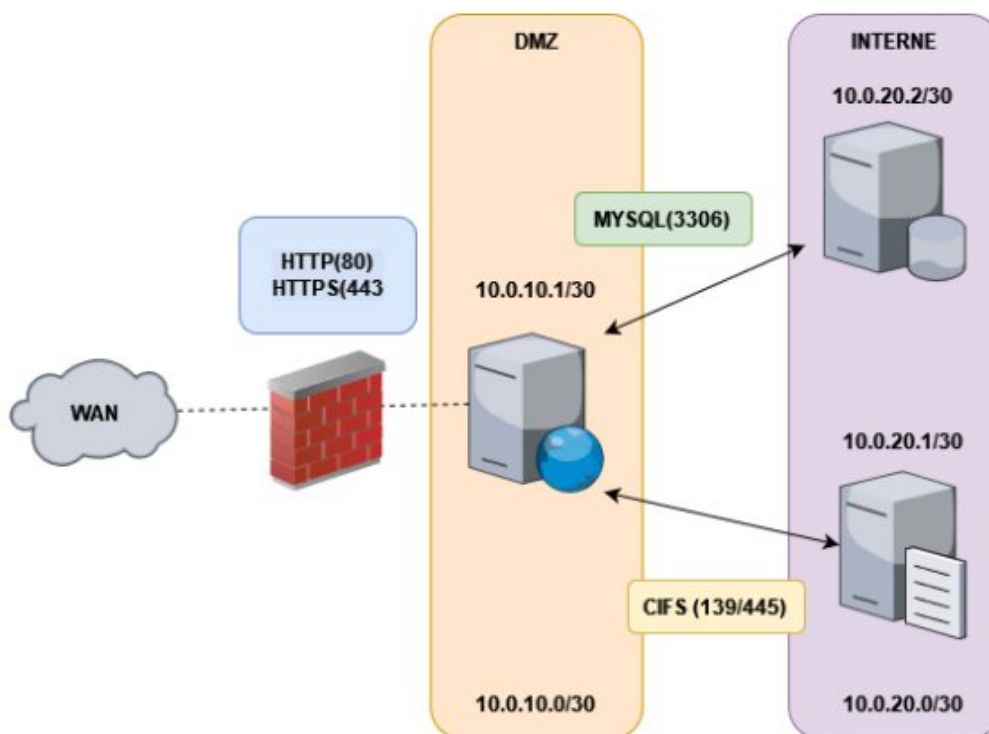 DMZ
INTERNE
10.0.20.2/30
MYSQL(3306)
HTTP(80)
HTTPS(443
10.0.10.1/30
WAN
10.0.20.1/30
CIFS (139/445)
10.0.10.0/30
10.0.20.0/30